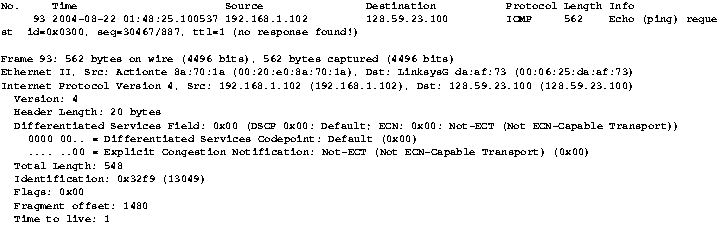 No. Time Source Destination Protocol Length Info
93 2004-08-22 01:48:25.100537 192.168.1.102 128.59.23.100 ICMP 562 Echo (ping) reque
st id=0x0300, seq=30467/887, ttl=1 (no response found!)
Frame 93: 562 bytes on wire (4496 bits), 562 bytes captured (4496 bits)
Ethernet II, Src: Actionte 8a:70:1a (00:20:e0:8a:70:1a), Dst: LinksysG da:af:73 (00:06:25:da:af:73)
Internet Protocol Version 4, Src: 192.168.1.102 (192.168.1.102), Dst: 128.59.23.100 (128.59.23.100)
Version: 4
Header Length: 20 bytes
Differentiated Services Field: 0x00 (DSCP 0x00: Default; ECN: 0x00: Not-ECT (Not ECN-Capable Transport))
0000 00.. = Differentiated Services Codepoint: Default (0x00)
.... ..00 = Explicit Congestion Notification: Not-ECT (Not ECN-Capable Transport) (0x00)
Total Length: 548
Identification: 0x32f9 (13049)
Flags: 0x00
Fragment offset: 1480
Time to live: 1